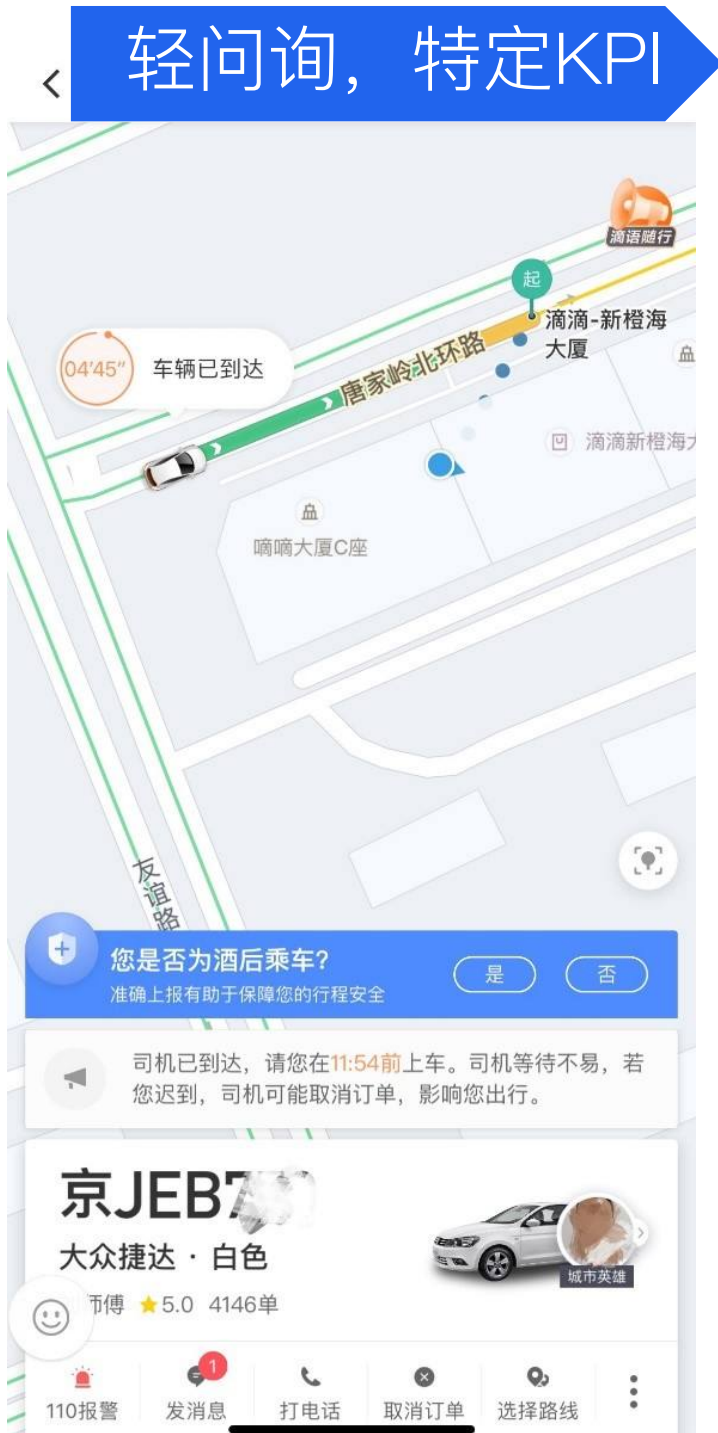 轻问询，特定KPI
滴语随行
起
滴滴-新橙海
大厦
04'45"
车辆已到达
唐家岭北环路
滴滴新橙海
嘀嘀大厦C座
友谊路
您是否为酒后乘车?
准确上报有助于保障您的行程安全
是
否
司机已到达，请您在11:54前上车。司机等待不易，若
您迟到，司机可能取消订单，影响您出行。
京JEB7
大众捷达 · 白色
城市英雄
师傅 ★5.0 4146单
1
110报警
发消息
打电话
取消订单
选择路线